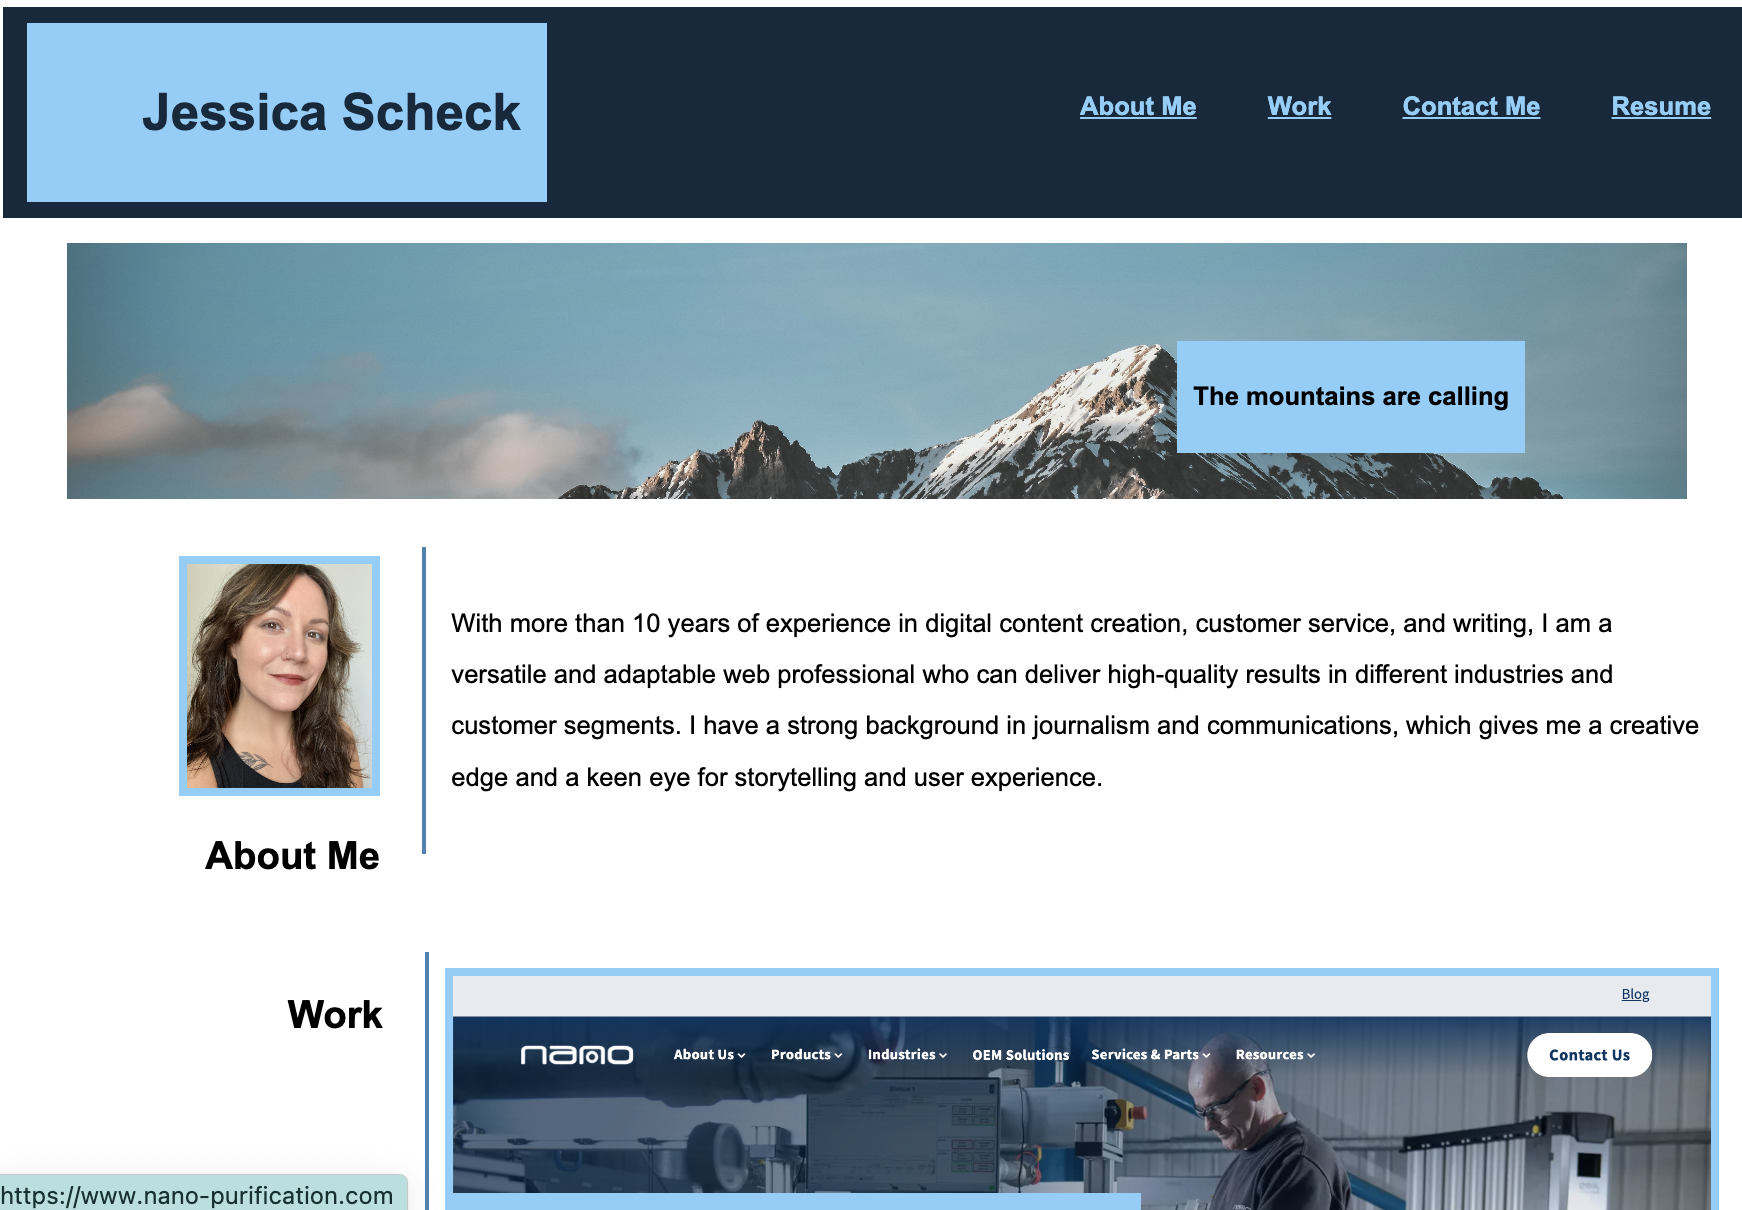 Jessica Scheck
About Me
Work
Contact Me
Resume
The mountains are calling
With more than 10 years of experience in digital content creation, customer service, and writing, I am a
versatile and adaptable web professional who can deliver high-quality results in different industries and
customer segments. I have a strong background in journalism and communications, which gives me a creative
edge and a keen eye for storytelling and user experience.
About Me
Work
Blog
nano
About Us
Products
Industries
OEM Solutions
Services & Parts
Resources
Contact Us
https://www.nano-purification.com